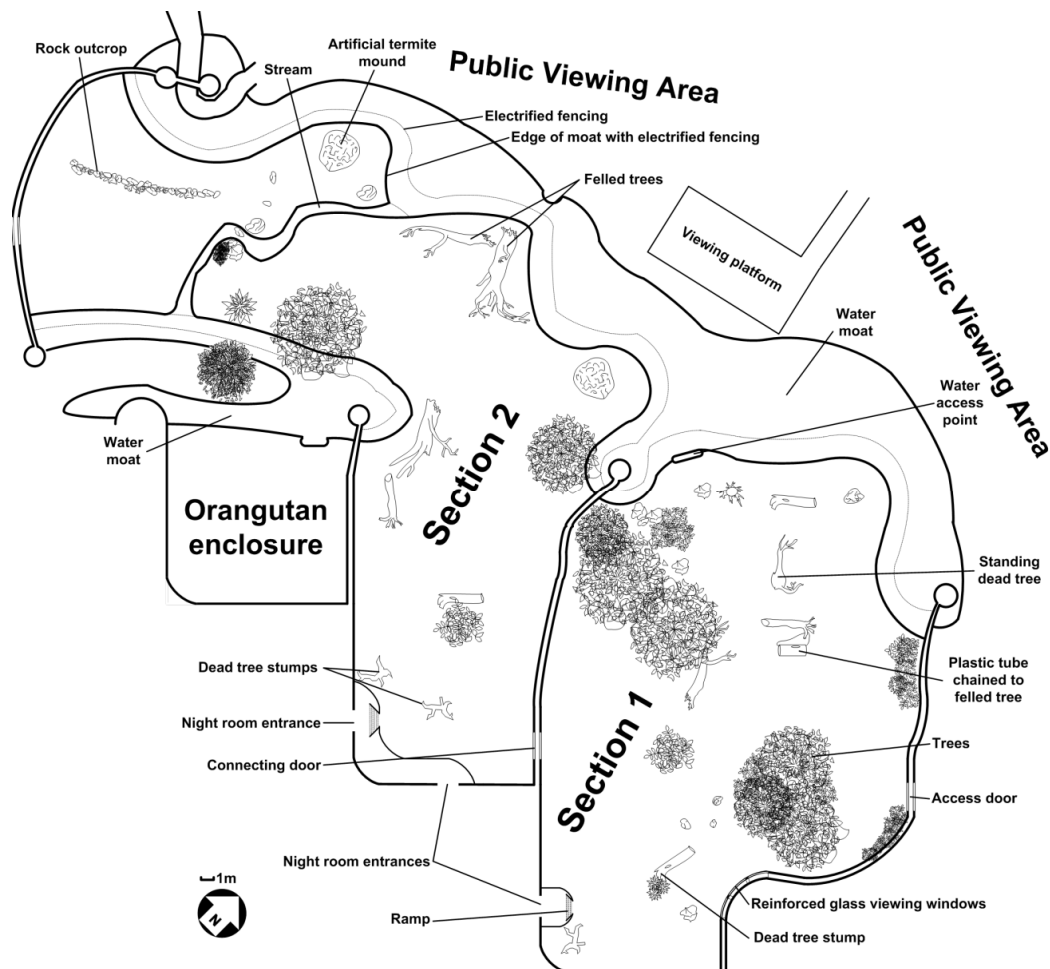 Rock outcrop
Artificial termite
mound
Stream
Public Viewing Area
Electrified fencing
Edge of moat with electrified fencing
Felled trees
Viewing platform
Public Viewing Area
Water
moat
Water
access
point
Section 2
Water
moat
Orangutan
enclosure
Standing
dead tree
Plastic tube
chained to
felled tree
Dead tree stumps
Night room entrance
Connecting door
Section 1
Trees
Access door
Night room entrances
1m
N
Ramp
Reinforced glass viewing windows
Dead tree stump